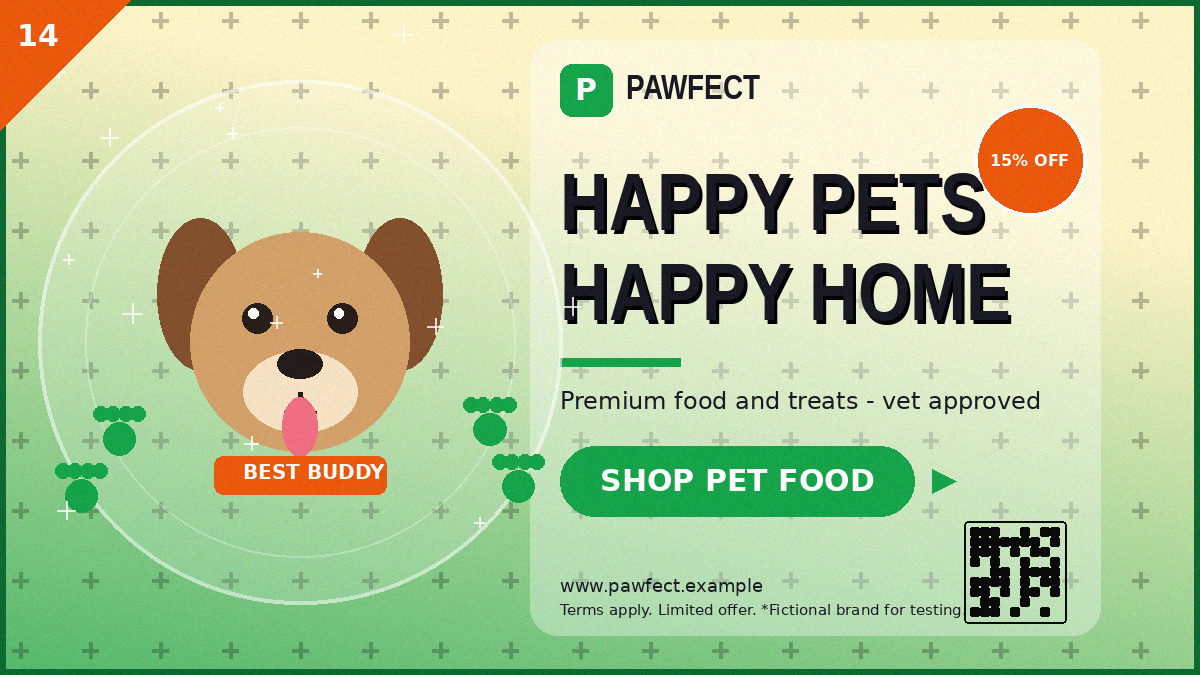 14
P PAWFECT
15% OFF
HAPPY PETS
HAPPY HOME
Premium food and treats - vet approved
BEST BUDDY
SHOP PET FOOD
www.pawfect.example
Terms apply. Limited offer. *Fictional brand for testing.